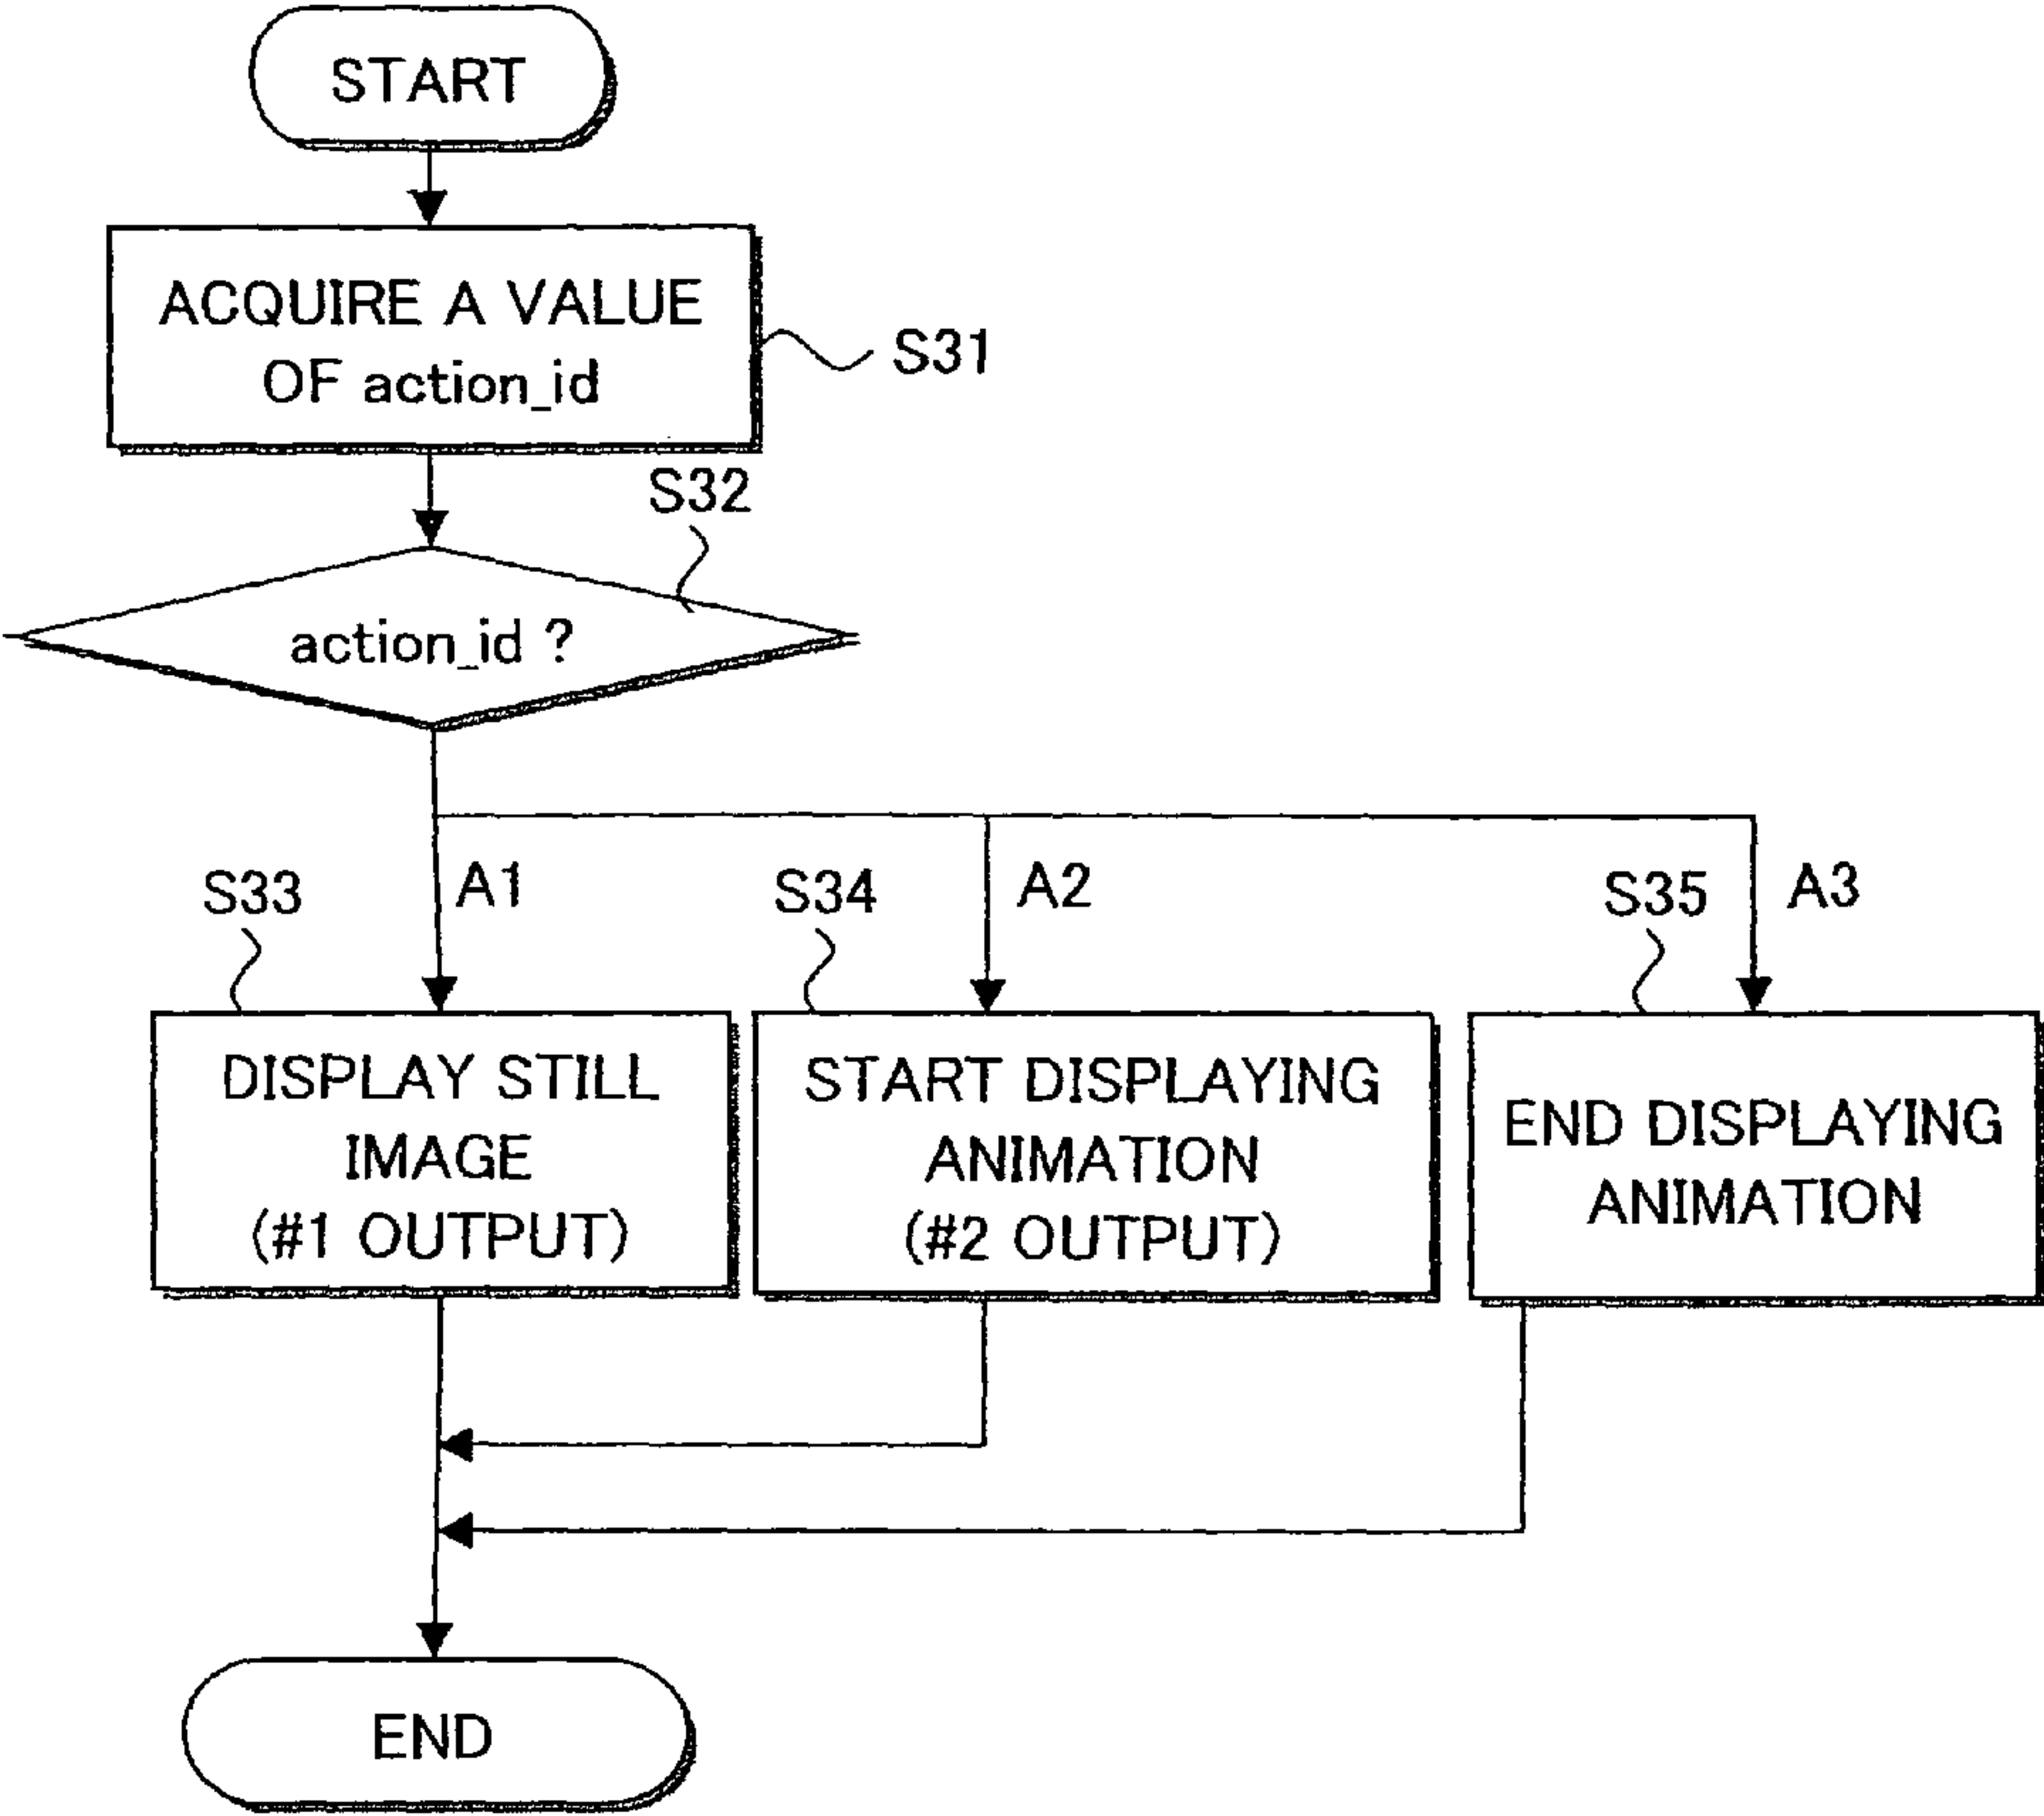 START
ACQUIRE A VALUE
OF action_id
S31
S32
action_id ?
S33
A1
S34
A2
S35
A3
DISPLAY STILL
IMAGE
(#1 OUTPUT)
START DISPLAYING
ANIMATION
(#2 OUTPUT)
END DISPLAYING
ANIMATION
END